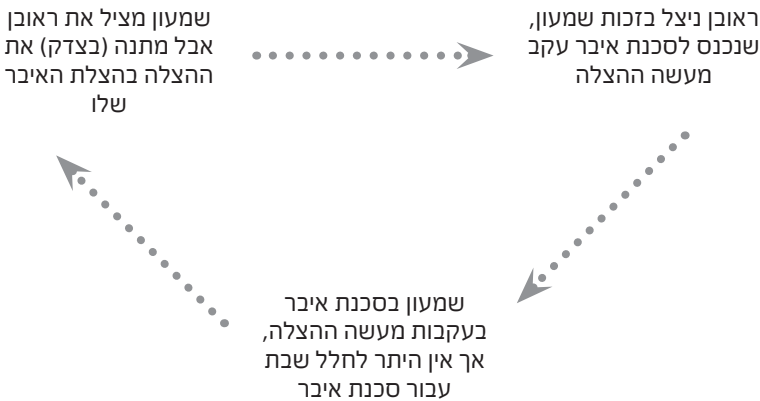 ראובן ניצל בזכות שמעון,
שנכנס לסכנת איבר עקב
מעשה ההצלה
שמעון מציל את ראובן
אבל מתנה (בצדק) את
ההצלה בהצלת האיבר
שלו
שמעון בסכנת איבר
בעקבות מעשה ההצלה,
אך אין היתר לחלל שבת
עבור סכנת איבר